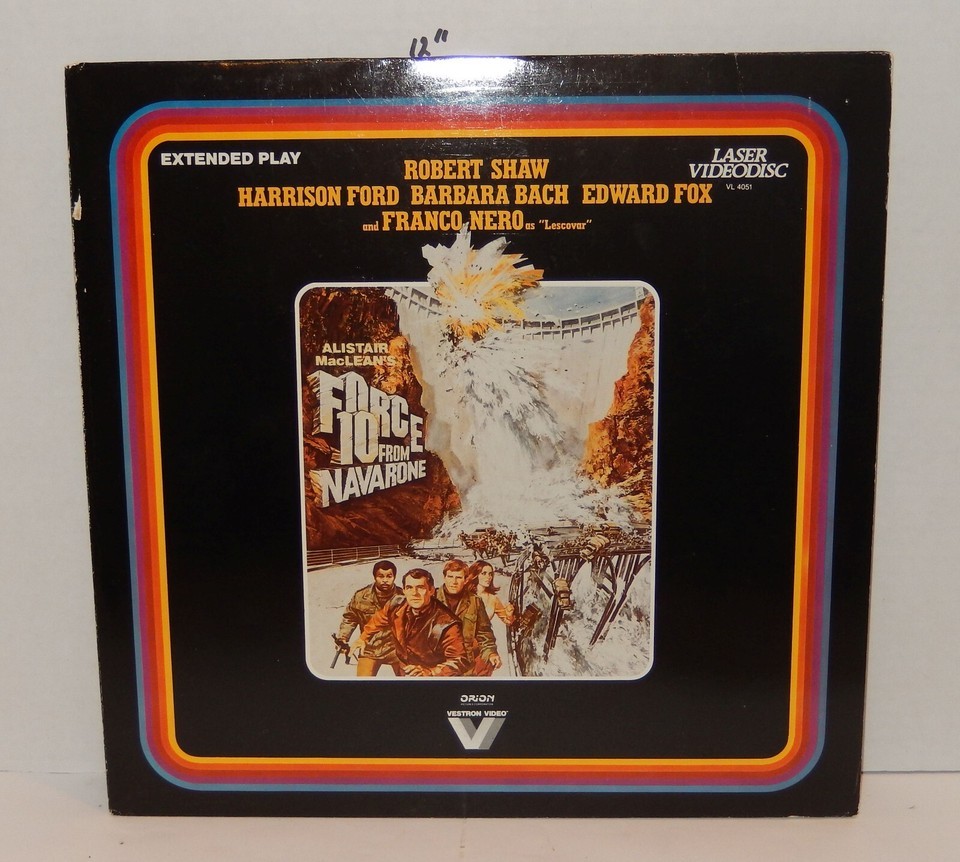 12"
EXTENDED PLAY
LASER
VIDEODISC
VL 4051
ROBERT SHAW
HARRISON FORD BARBARA BACH EDWARD FOX
and FRANCO NERO as "Lescovar"
ALISTAIR
MacLEAN'S
FORCE
10 FROM
NAVARONE
ORION
VESTRON VIDEO